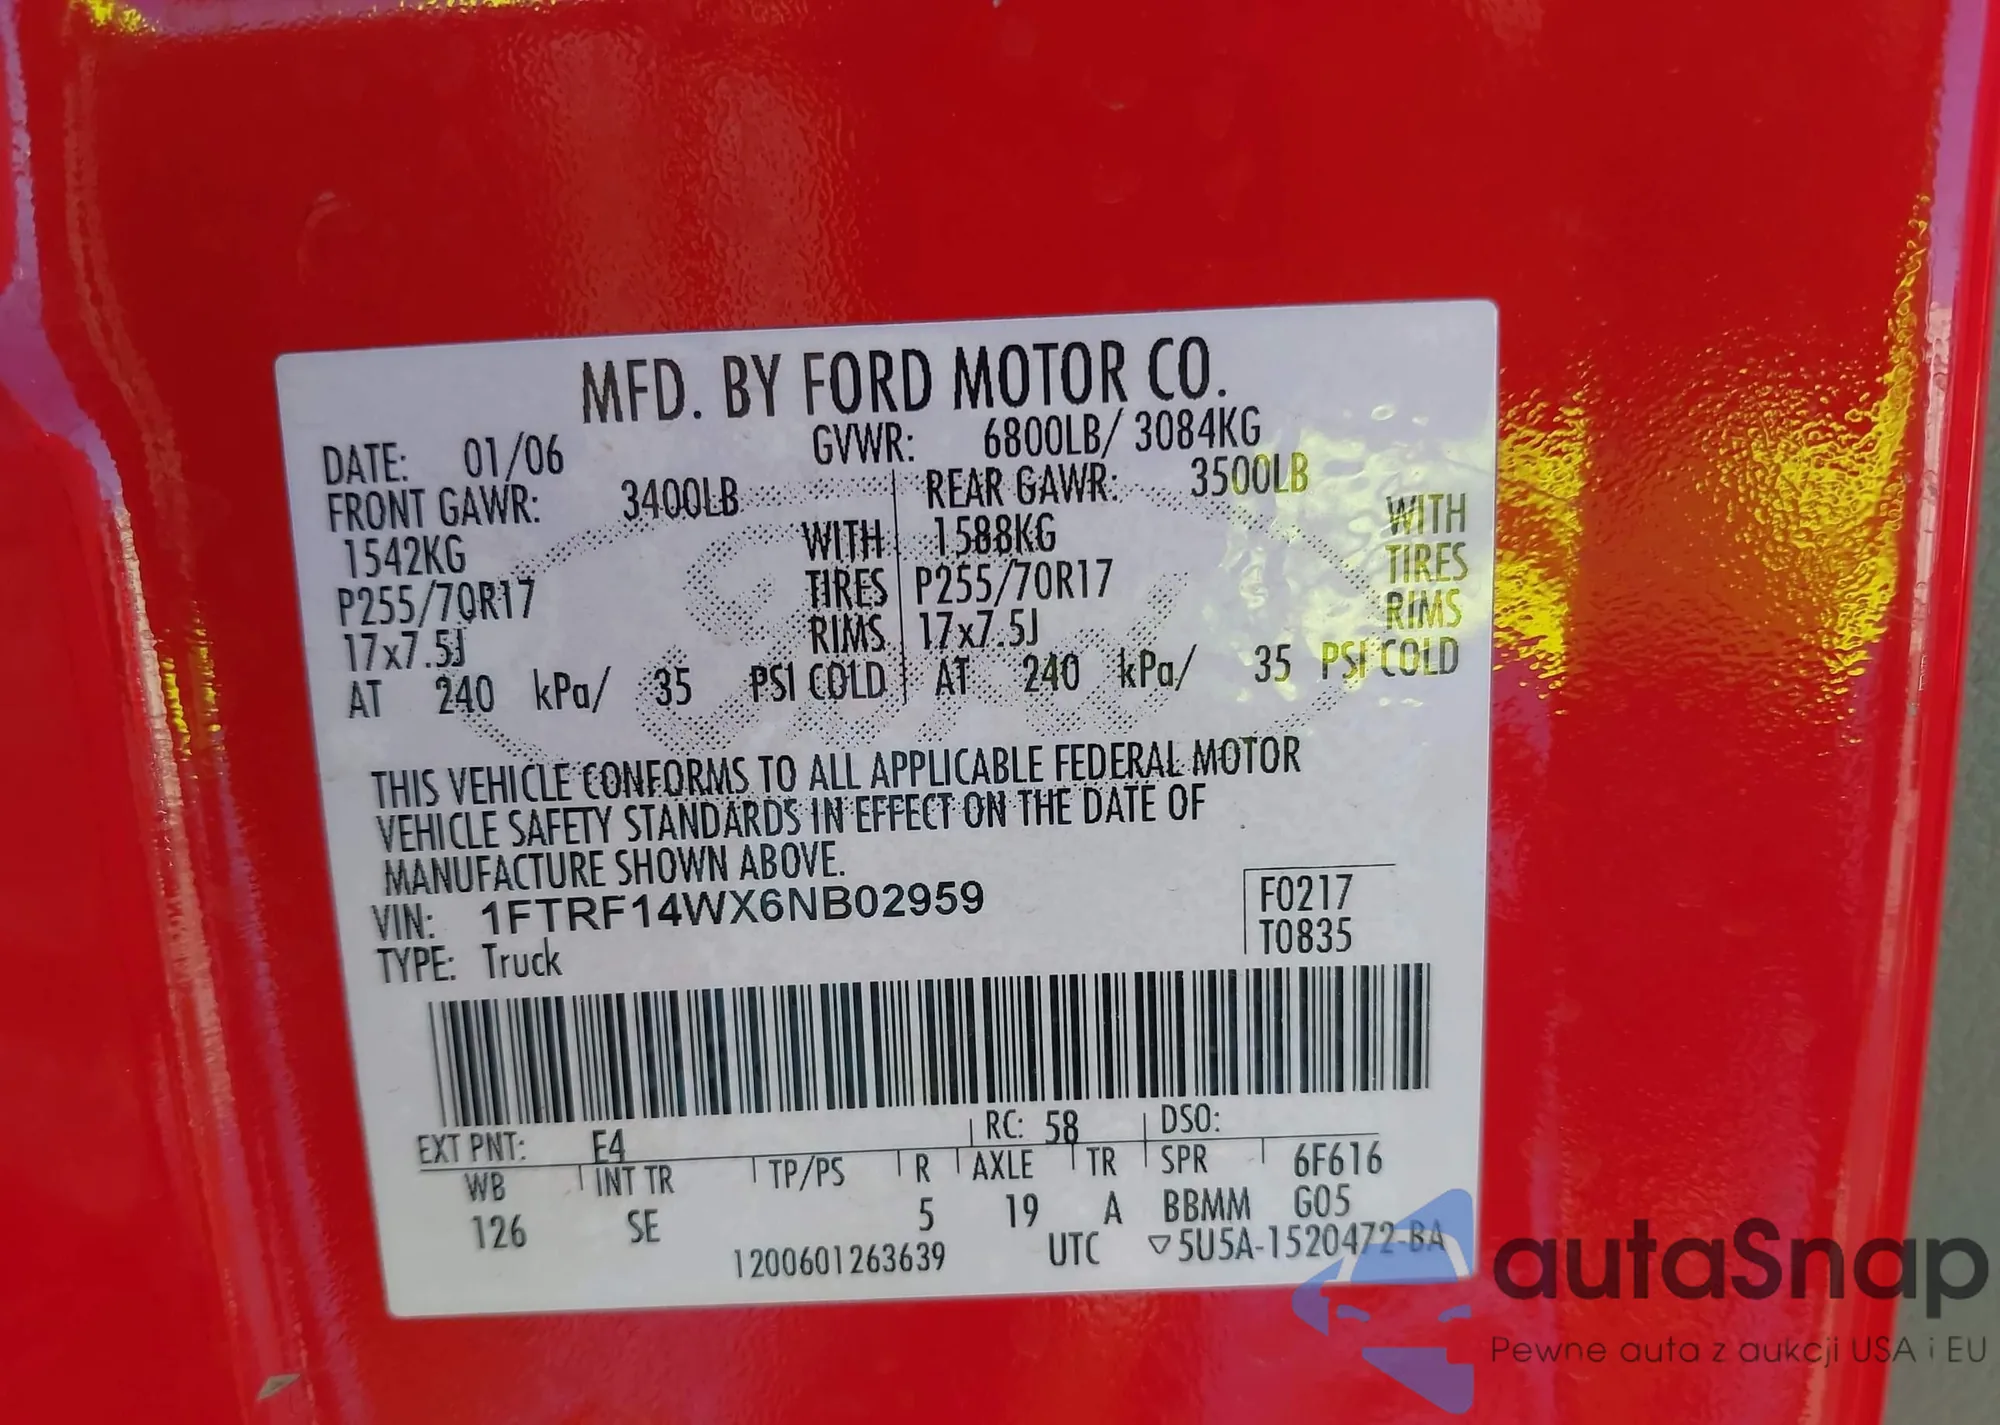 MFD. BY FORD MOTOR CO.
DATE: 01/06 GVWR: 6800LB/ 3084KG
FRONT GAWR: 3400LB REAR GAWR: 3500LB
1542KG WITH 1588KG WITH
P255/70R17 TIRES P255/70R17 TIRES
17x7.5J RIMS 17x7.5J RIMS
AT 240 kPa/ 35 PSI COLD AT 240 kPa/ 35 PSI COLD
Ford
THIS VEHICLE CONFORMS TO ALL APPLICABLE FEDERAL MOTOR
VEHICLE SAFETY STANDARDS IN EFFECT ON THE DATE OF
MANUFACTURE SHOWN ABOVE.
VIN: 1FTRF14WX6NB02959 F0217
TYPE: Truck T0835
EXT PNT: E4 RC: 58 DSO:
WB INT TR TP/PS R AXLE TR SPR 6F616
126 SE 5 19 A BBMM G05
1200601263639 UTC ▽5U5A-1520472-BA
autaSnap
Pewne auta z aukcji USA i EU